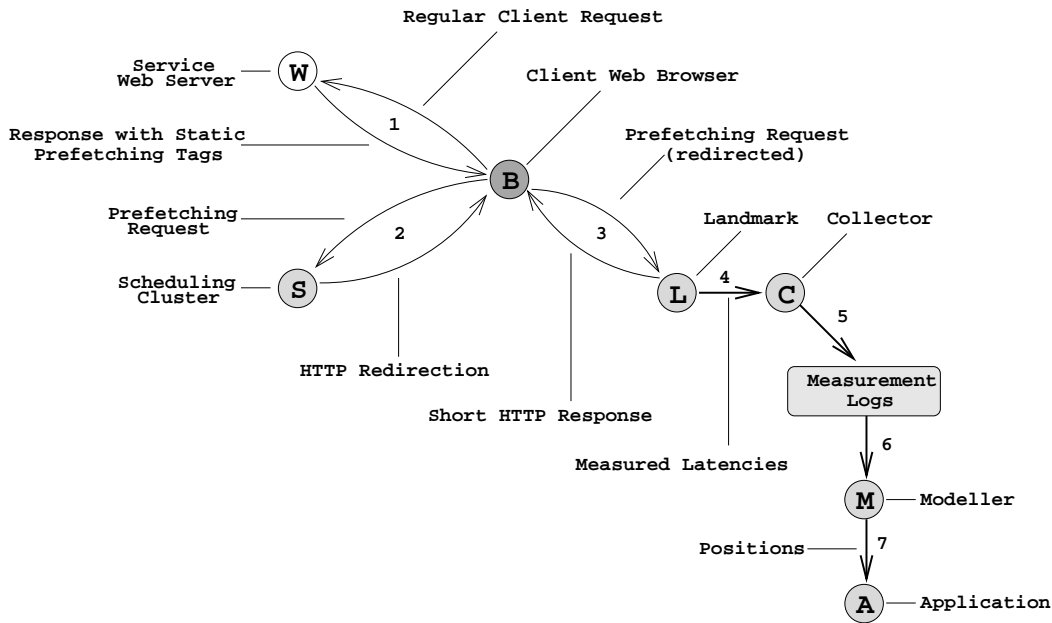 Regular Client Request
Service
Web Server
W
Client Web Browser
1
Response with Static
Prefetching Tags
Prefetching Request
(redirected)
B
Prefetching
Request
2
3
Landmark
Collector
Scheduling
Cluster
S
L
4
C
5
HTTP Redirection
Measurement
Logs
Short HTTP Response
6
Measured Latencies
M
Modeller
Positions
7
A
Application